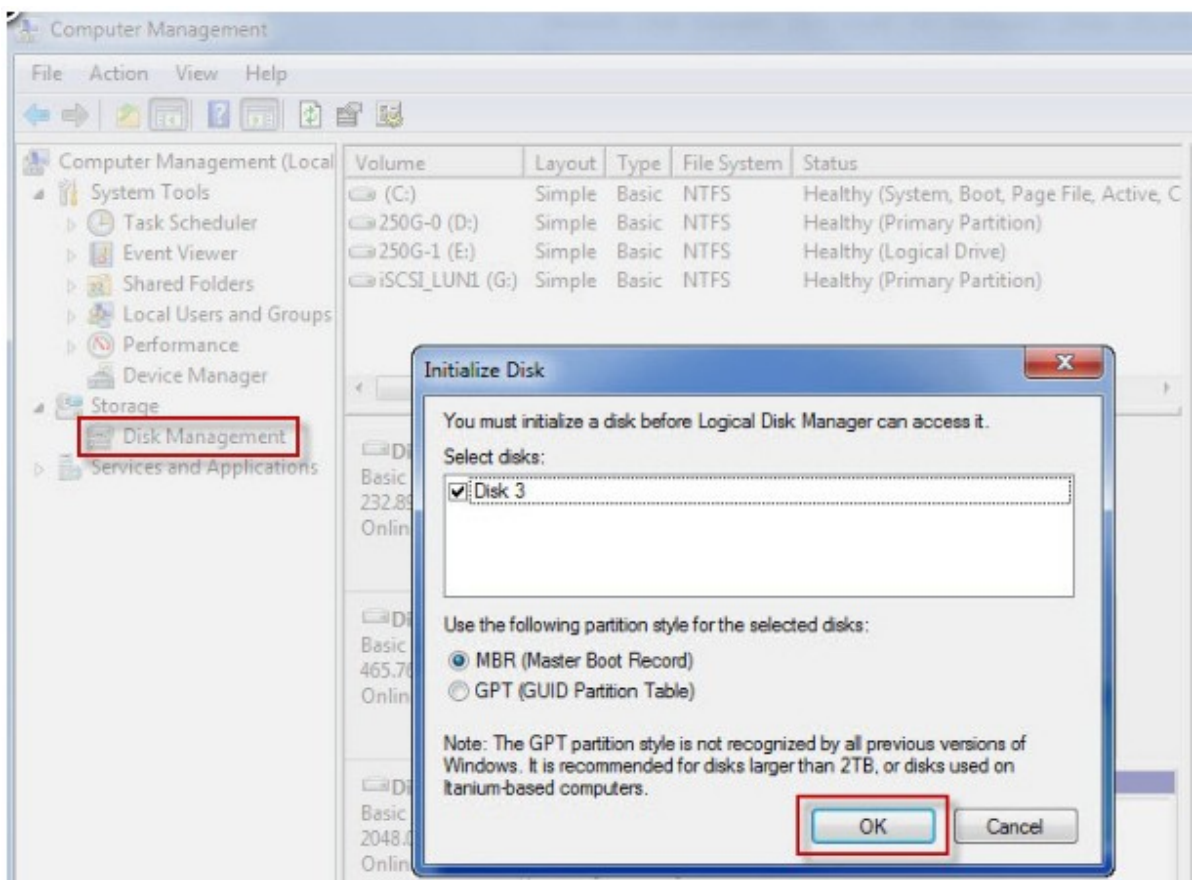 Computer Management
File Action View Help
Computer Management (Local
System Tools
Task Scheduler
Event Viewer
Shared Folders
Local Users and Groups
Performance
Device Manager
Storage
Disk Management
Services and Applications
Volume Layout Type File System Status
(C:) Simple Basic NTFS Healthy (System, Boot, Page File, Active, C
250G-0 (D:) Simple Basic NTFS Healthy (Primary Partition)
250G-1 (E:) Simple Basic NTFS Healthy (Logical Drive)
iSCSI_LUN1 (G:) Simple Basic NTFS Healthy (Primary Partition)
Di
Basic
232.89
Onlin
Di
Basic
465.76
Onlin
Di
Basic
2048.0
Onlin
Initialize Disk
You must initialize a disk before Logical Disk Manager can access it.
Select disks:
Disk 3
Use the following partition style for the selected disks:
MBR (Master Boot Record)
GPT (GUID Partition Table)
Note: The GPT partition style is not recognized by all previous versions of
Windows. It is recommended for disks larger than 2TB, or disks used on
Itanium-based computers.
OK Cancel